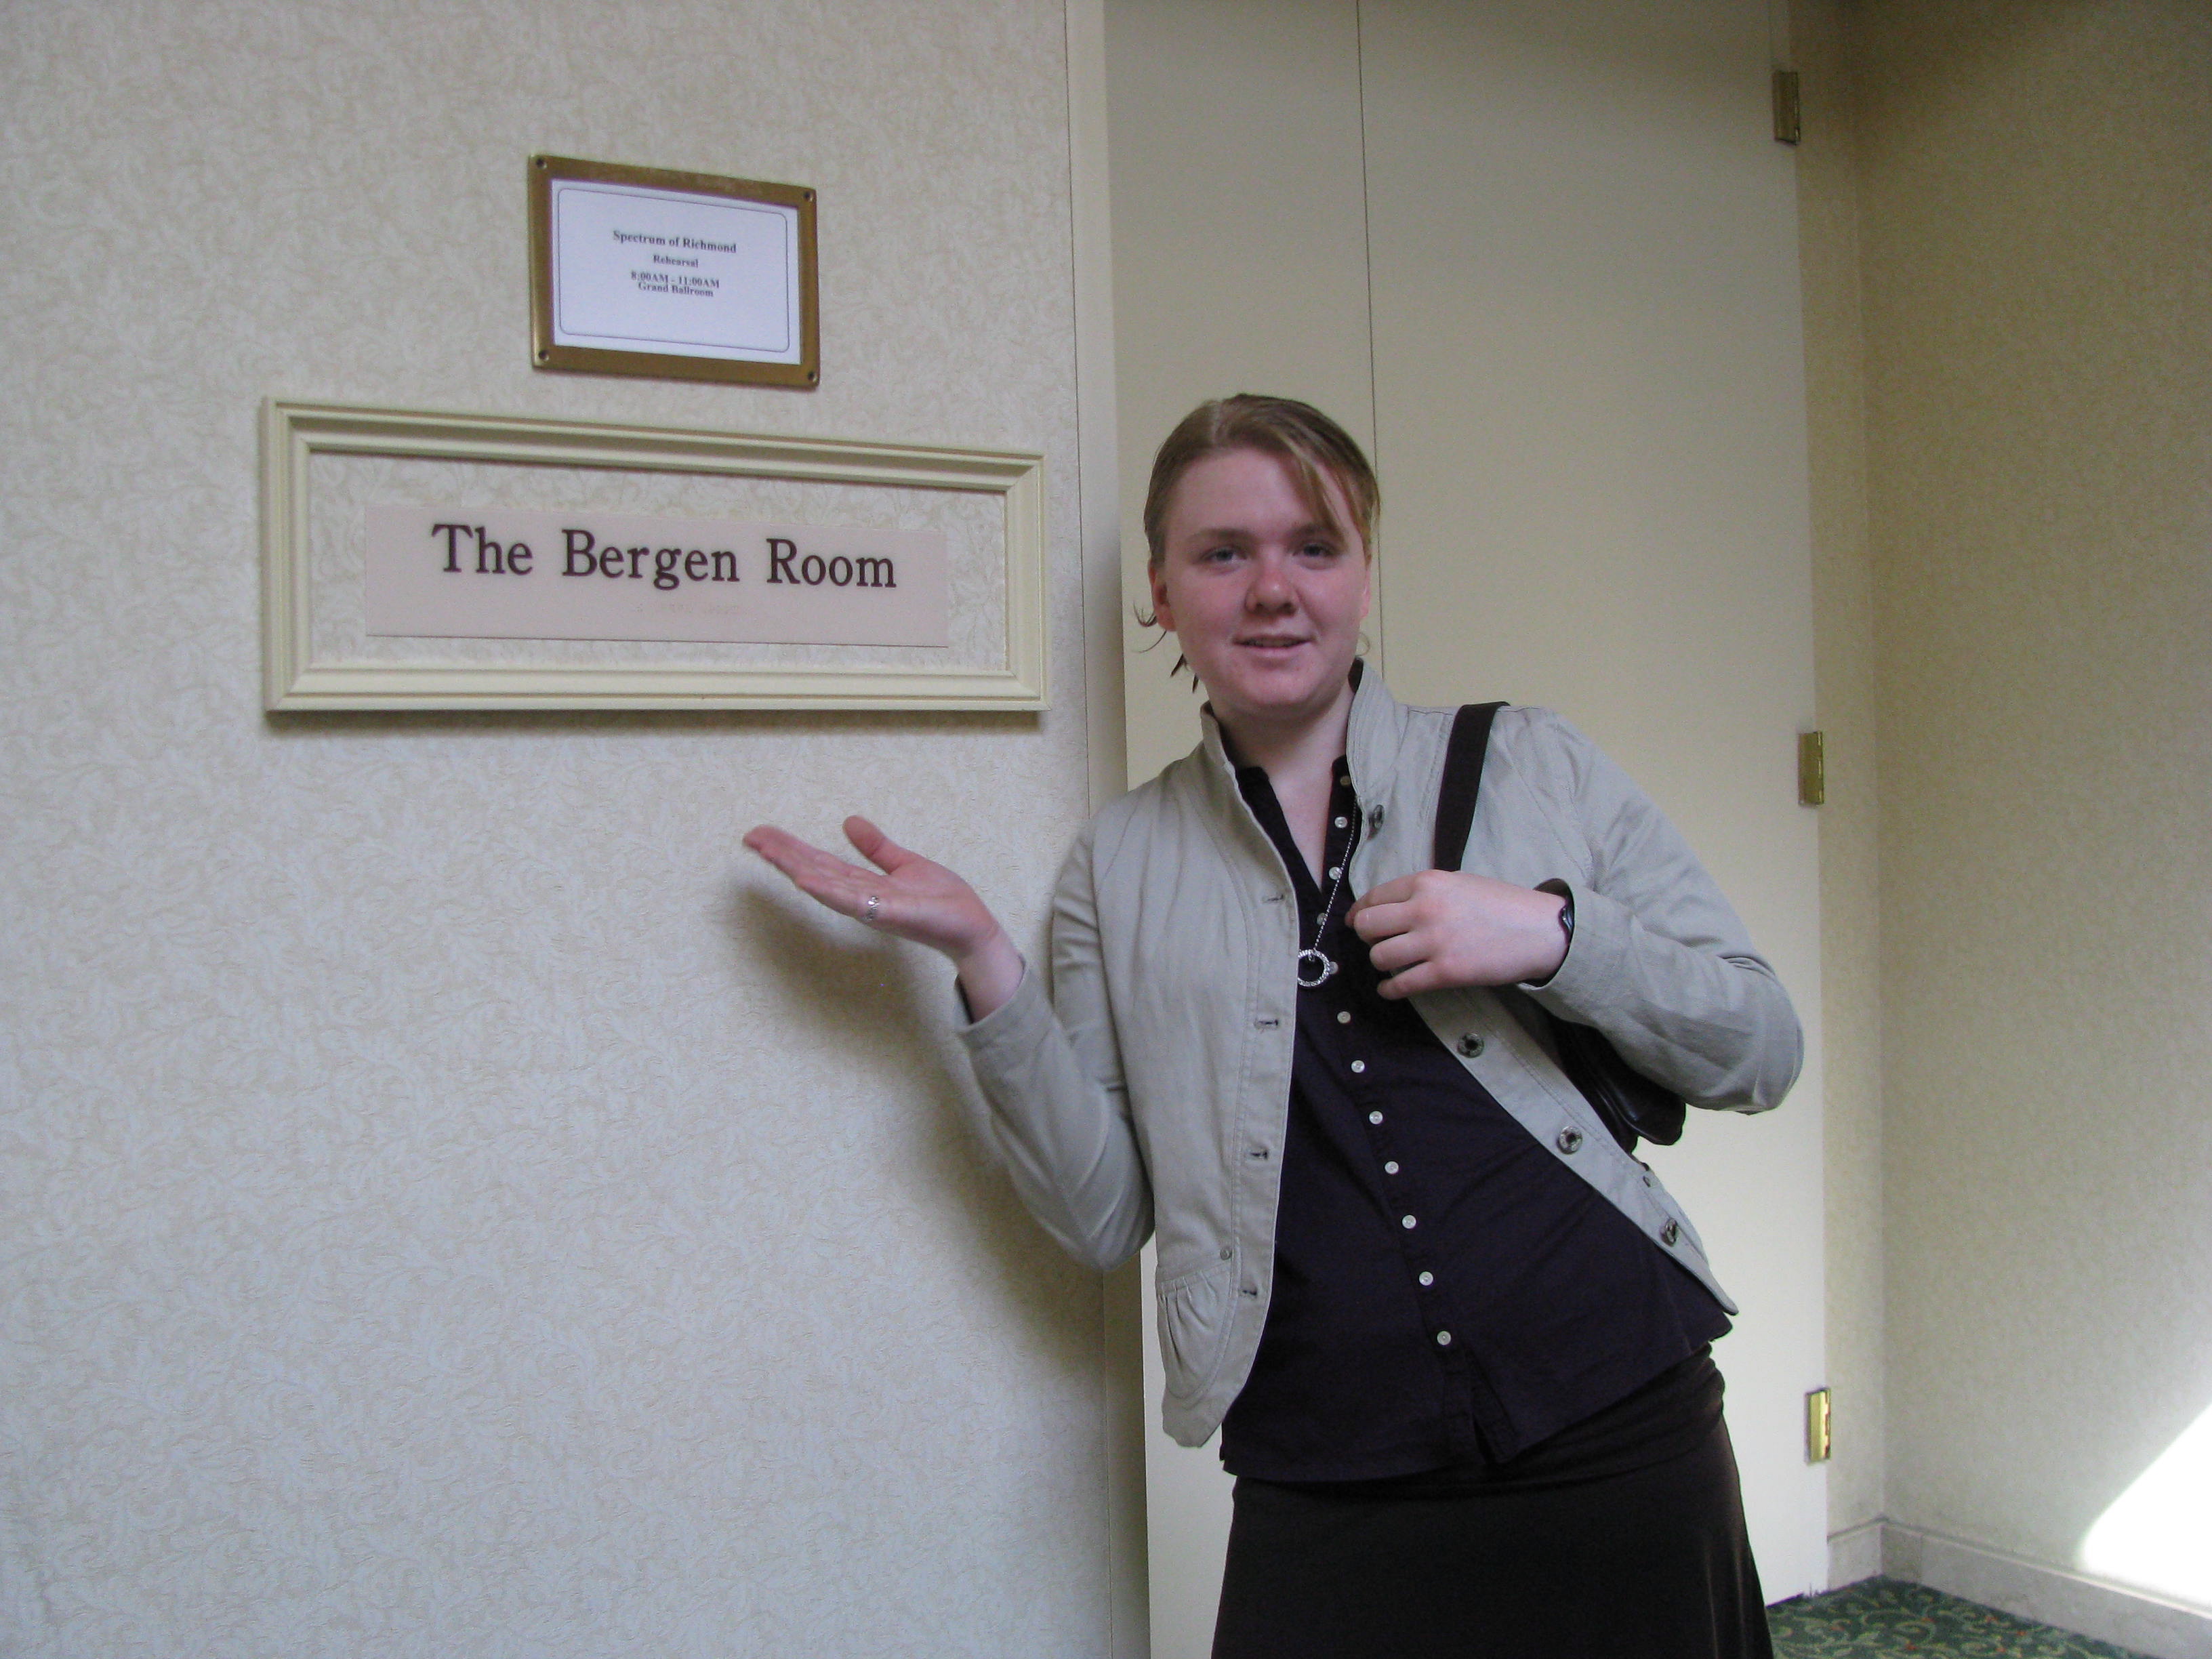 Spectrum of Richmond
Rehearsal
8:00AM - 11:00AM
Grand Ballroom
The Bergen Room